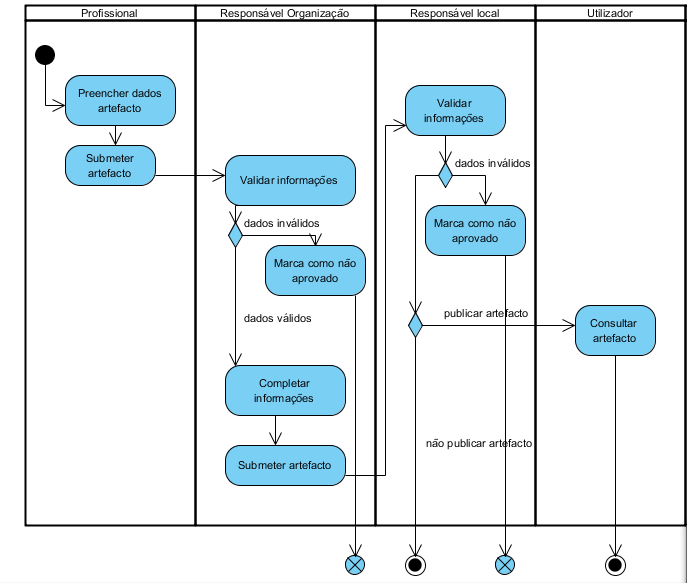 Profissional
Responsável Organização
Responsável local
Utilizador
Preencher dados
artefacto
Submeter
artefacto
Validar informações
dados inválidos
Marca como não
aprovado
dados válidos
Completar
informações
Submeter artefacto
Validar
informações
dados inválidos
Marca como não
aprovado
publicar artefacto
não publicar artefacto
Consultar
artefacto